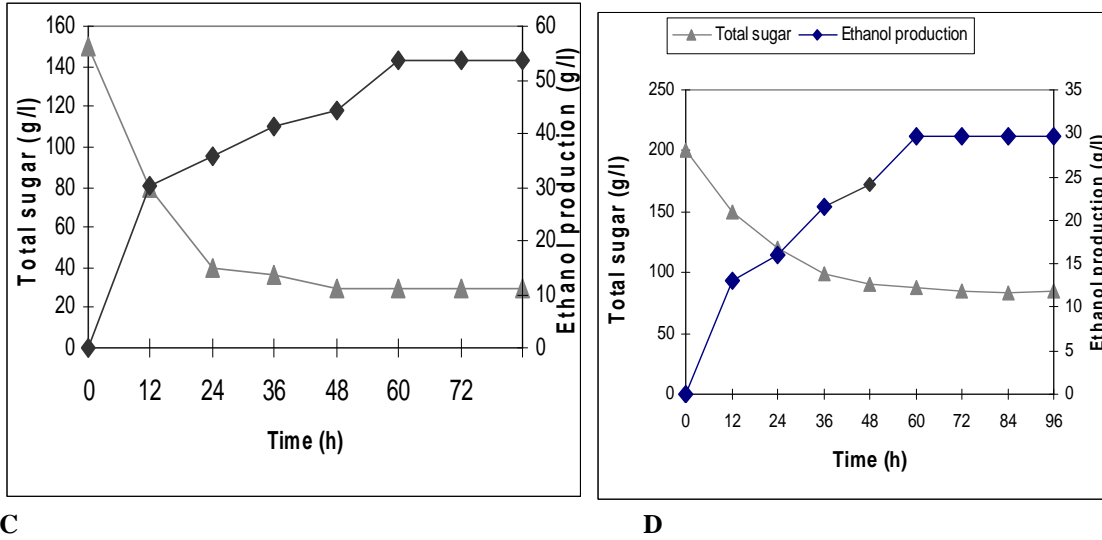 Total sugar (g/l)
160
140
120
100
80
60
40
20
0
60
50
40
30
20
10
0
Ethanol production (g/l)
0 12 24 36 48 60 72
Time (h)
C
Total sugar Ethanol production
Total sugar (g/l)
250
200
150
100
50
0
35
30
25
20
15
10
5
0
Ethanol production (g/l)
0 12 24 36 48 60 72 84 96
Time (h)
D